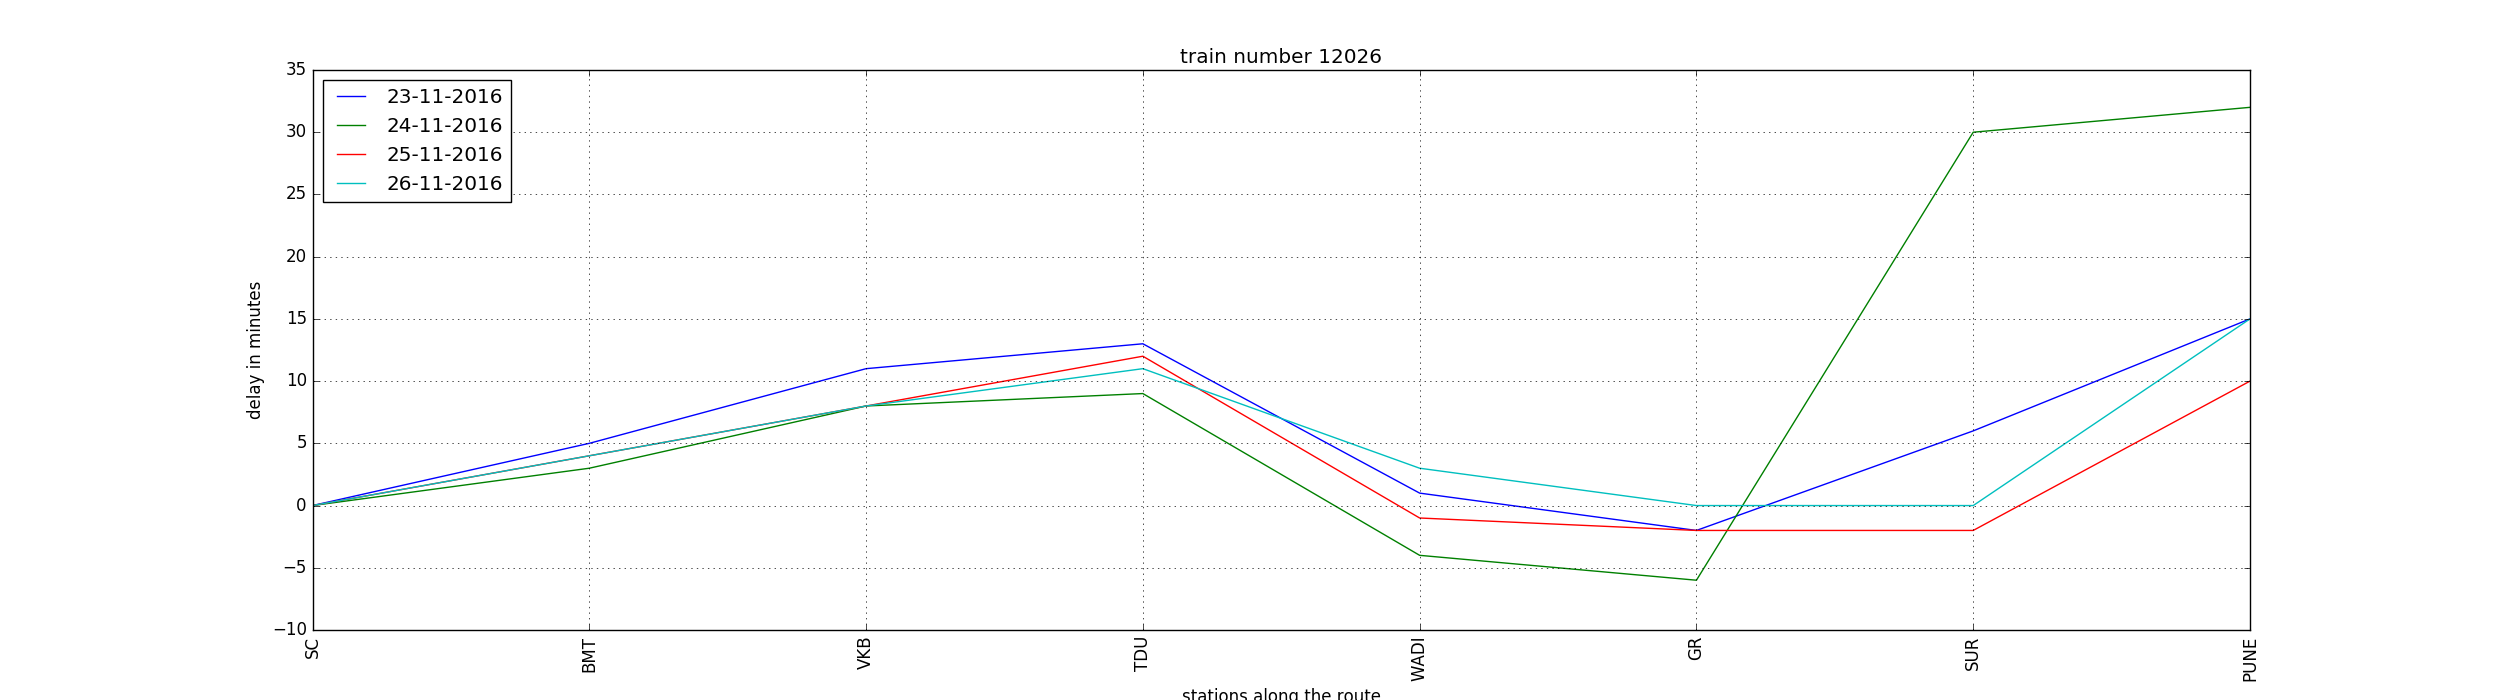 train number 12026
35
30
25
20
15
10
5
0
−5
−10
delay in minutes
23-11-2016
24-11-2016
25-11-2016
26-11-2016
SC
BMT
VKB
TDU
WADI
GR
SUR
PUNE
stations along the route